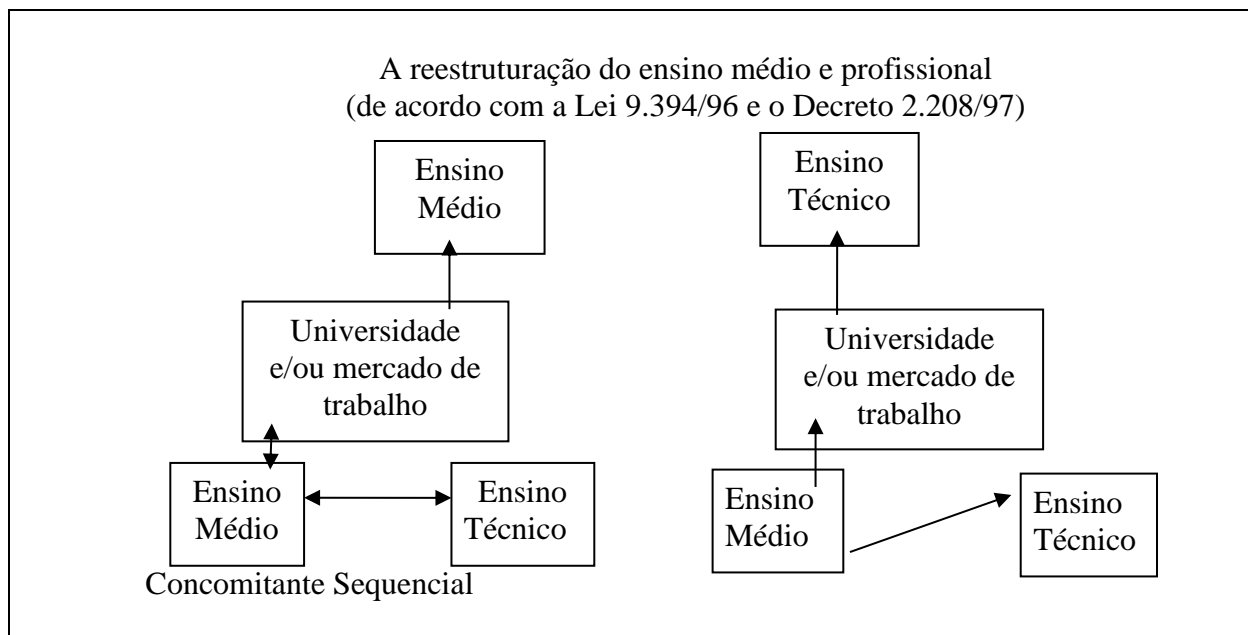 A reestruturação do ensino médio e profissional
(de acordo com a Lei 9.394/96 e o Decreto 2.208/97)
Ensino
Médio
Ensino
Técnico
Universidade
e/ou mercado de
trabalho
Universidade
e/ou mercado de
trabalho
Ensino
Médio
Ensino
Técnico
Ensino
Médio
Ensino
Técnico
Concomitante Sequencial